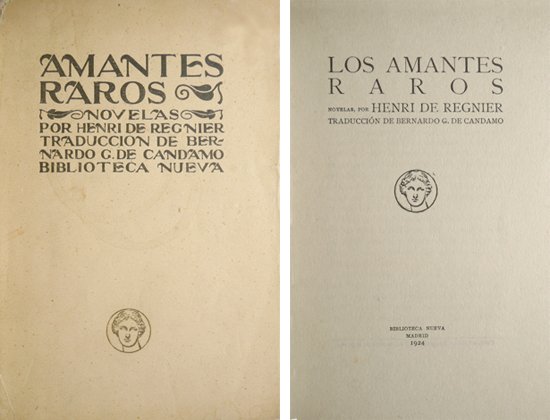 AMANTES
RAROS
NOVELAS
POR HENRI DE REGNIER
TRADUCCION DE BER-
NARDO G. DE CANDAMO
BIBLIOTECA NUEVA
LOS AMANTES
RAROS
NOVELAS, POR HENRI DE REGNIER
TRADUCCIÓN DE BERNARDO G. DE CANDAMO
BIBLIOTECA NUEVA
MADRID
1924